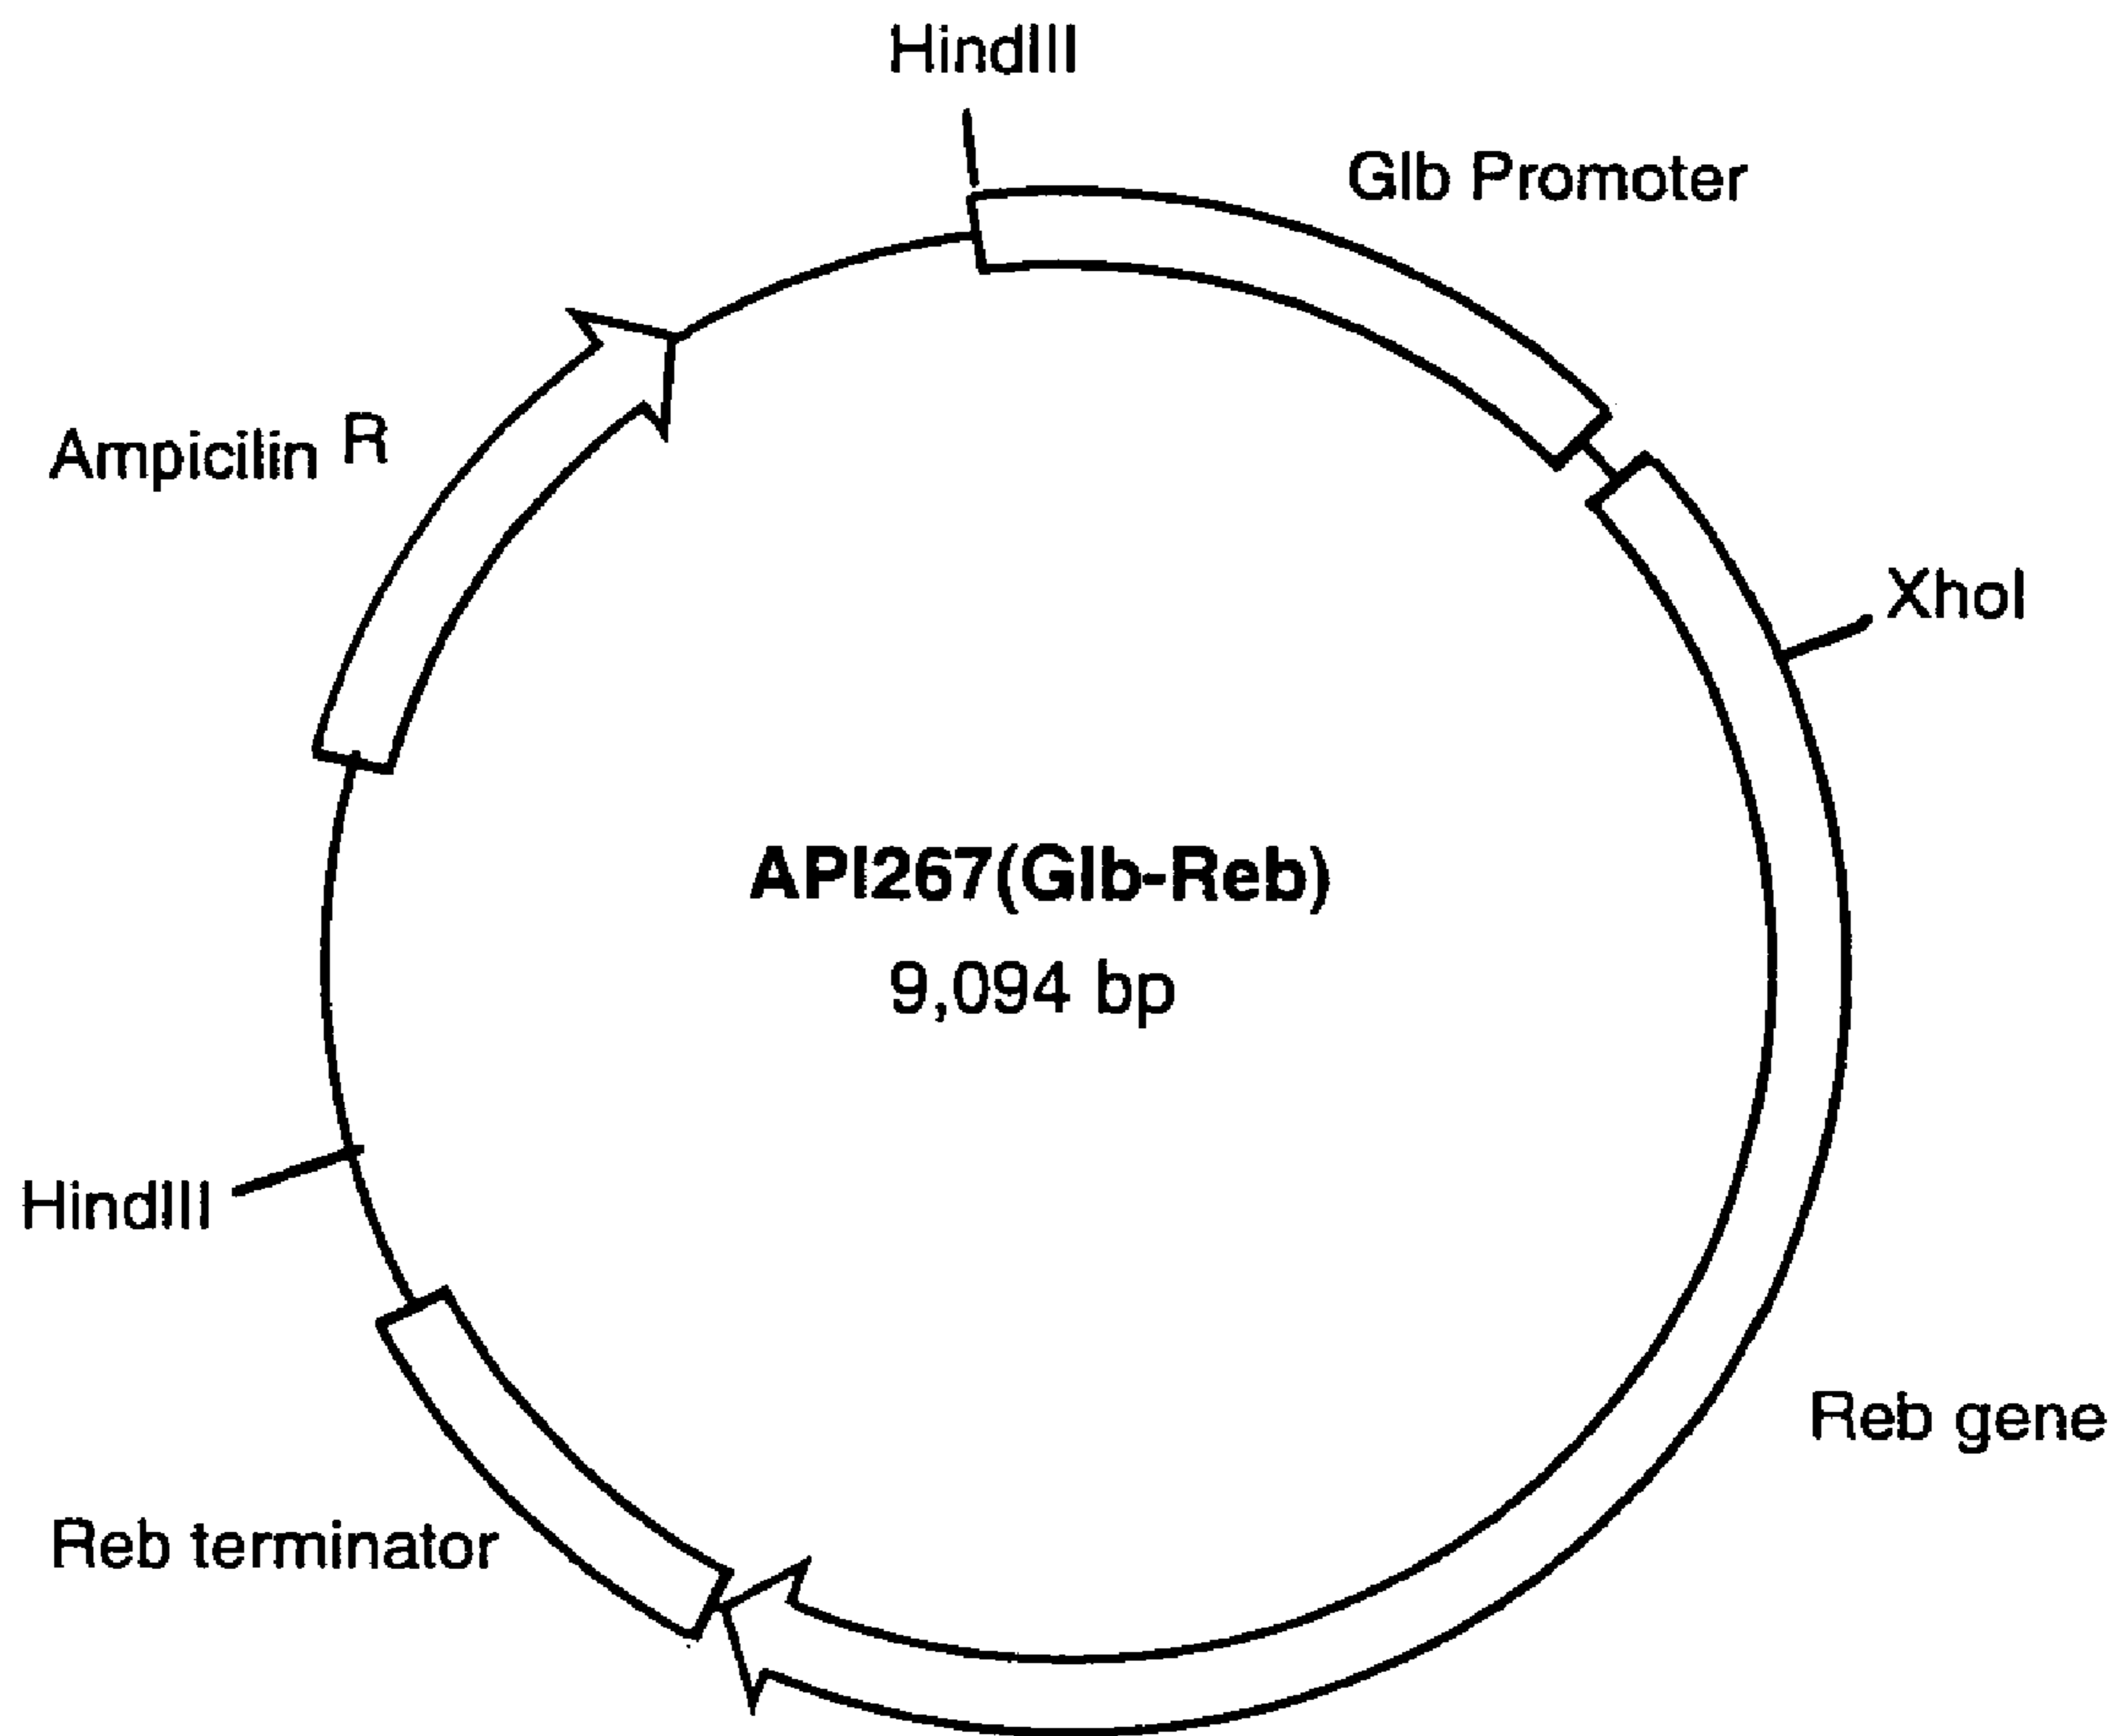 HindIII
Glb Promoter
Ampicilin R
XhoI
API267(Glb-Reb)
9,094 bp
HindIII
Reb gene
Reb terminator